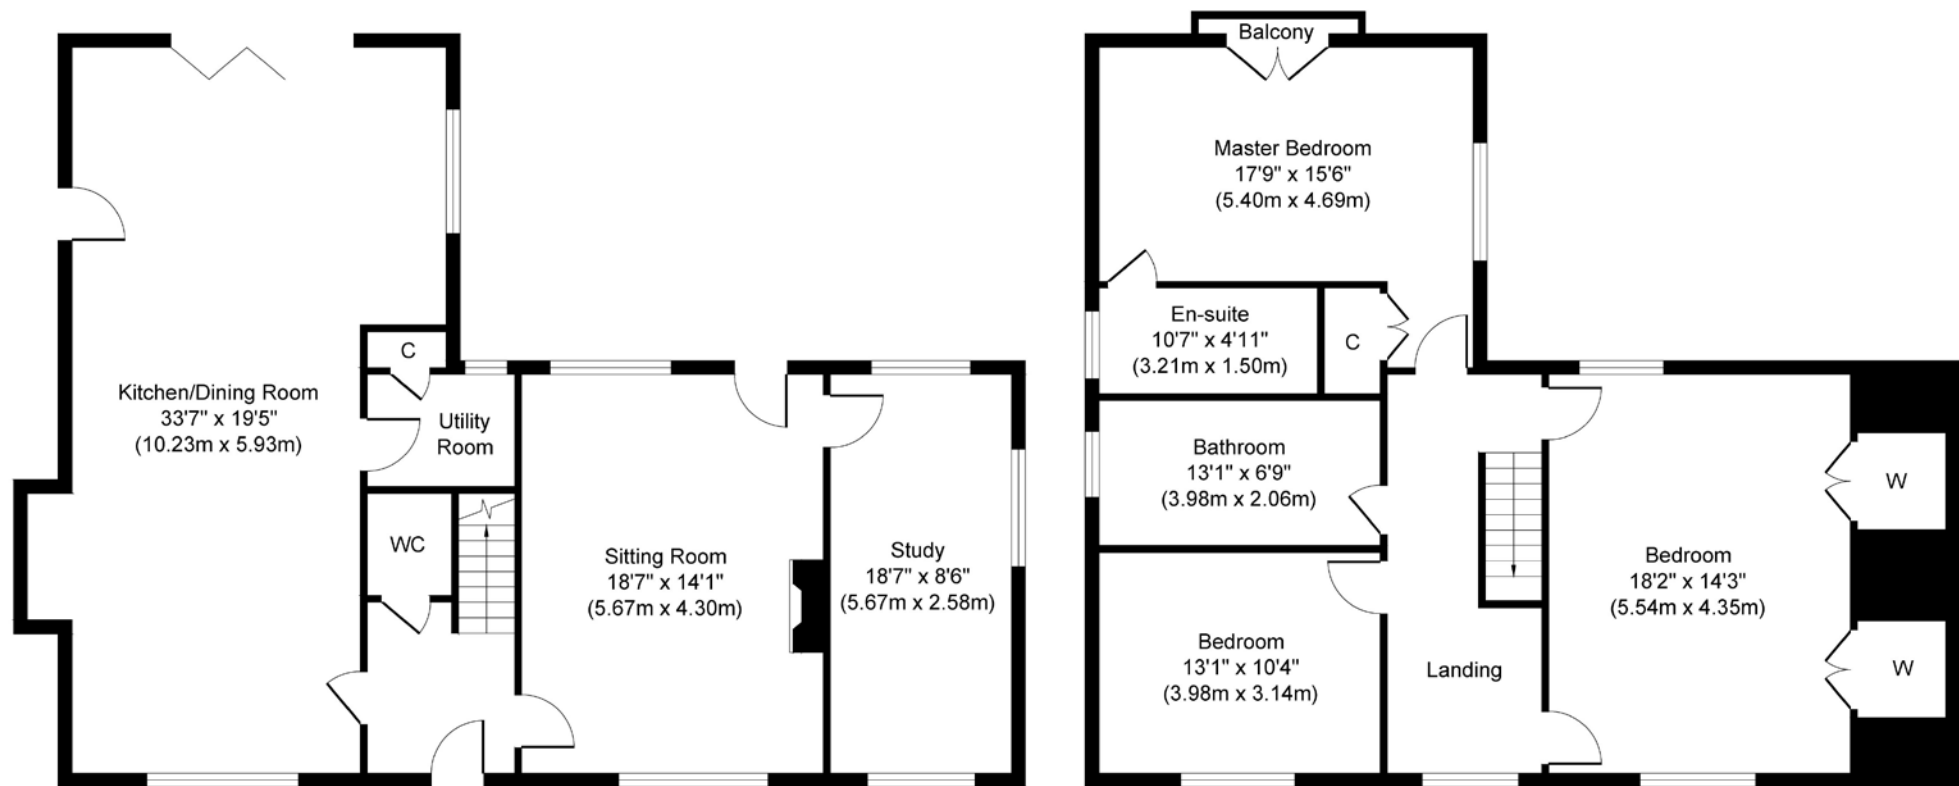 Kitchen/Dining Room
33'7" x 19'5"
(10.23m x 5.93m)
C
Utility
Room
WC
Sitting Room
18'7" x 14'1"
(5.67m x 4.30m)
Study
18'7" x 8'6"
(5.67m x 2.58m)
Balcony
Master Bedroom
17'9" x 15'6"
(5.40m x 4.69m)
En-suite
10'7" x 4'11"
(3.21m x 1.50m)
C
Bathroom
13'1" x 6'9"
(3.98m x 2.06m)
Bedroom
13'1" x 10'4"
(3.98m x 3.14m)
Landing
Bedroom
18'2" x 14'3"
(5.54m x 4.35m)
W
W